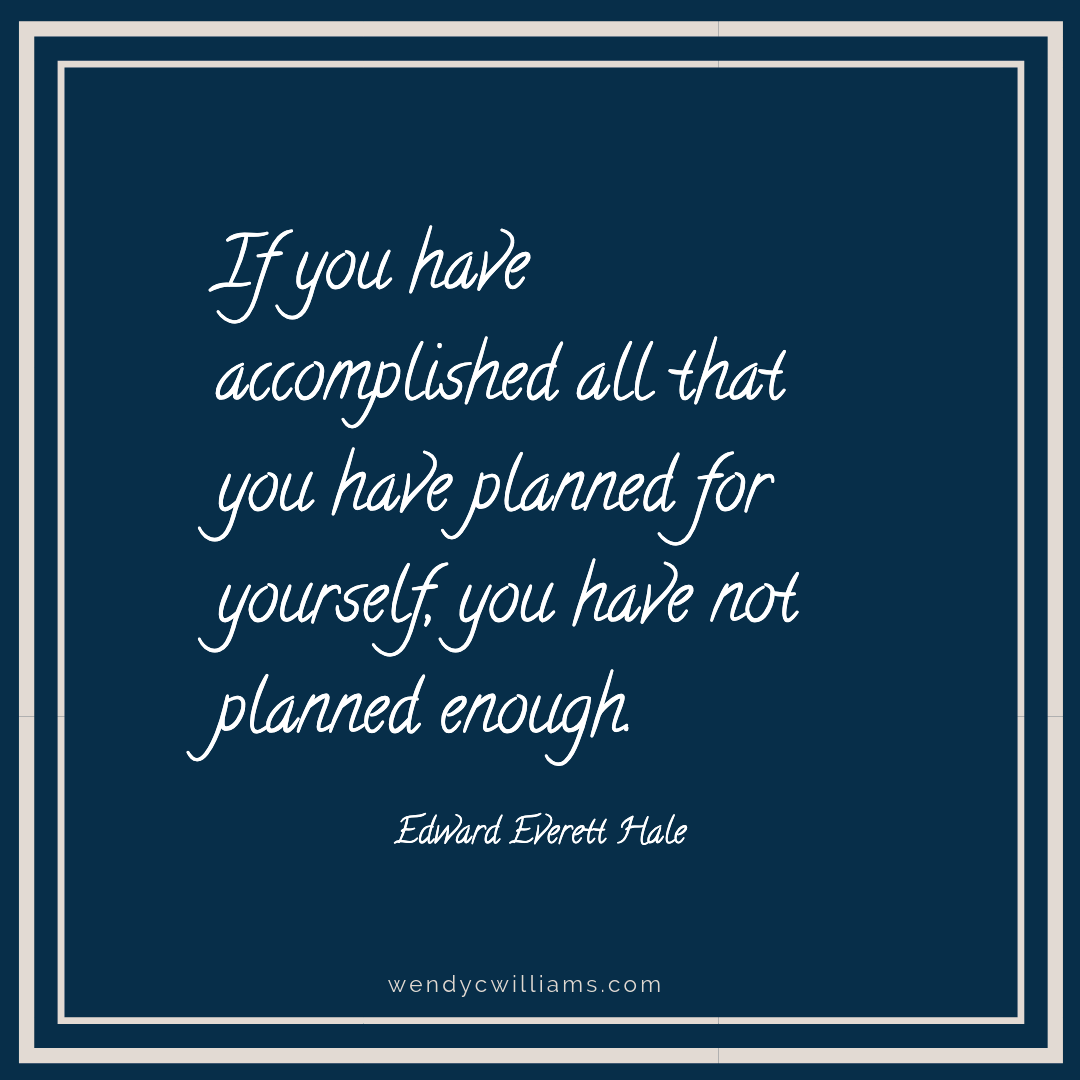 If you have
accomplished all that
you have planned for
yourself, you have not
planned enough.
Edward Everett Hale
wendycwilliams.com